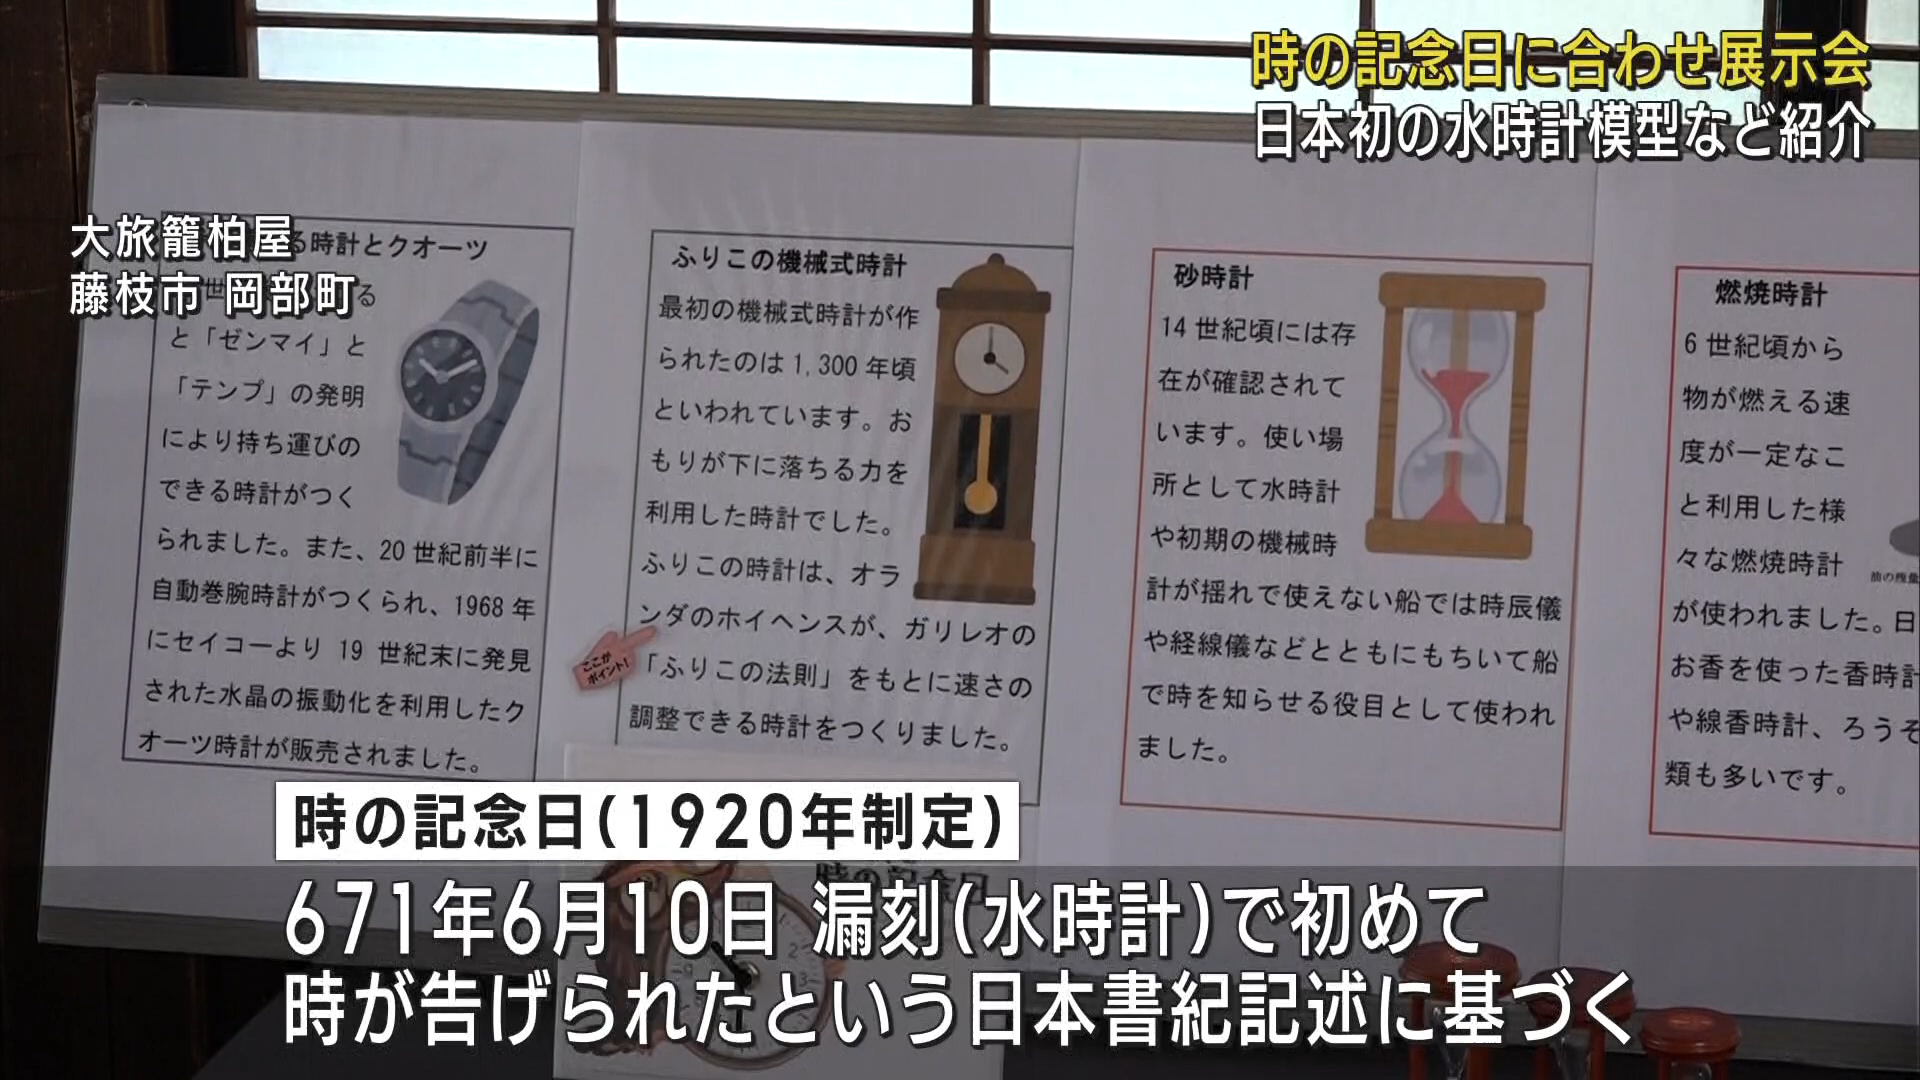 時の記念日に合わせ展示会
日本初の水時計模型など紹介
大旅籠柏屋
藤枝市 岡部町
る時計とクオーツ
世
る
と「ゼンマイ」と
「テンプ」の発明
により持ち運びの
できる時計がつく
られました。また、20世紀前半に
自動巻腕時計がつくられ、1968年
にセイコーより 19 世紀末に発見
された水晶の振動化を利用したク
オーツ時計が販売されました。
ふりこの機械式時計
最初の機械式時計が作
られたのは1,300年頃
といわれています。お
もりが下に落ちる力を
利用した時計でした。
ふりこの時計は、オラ
ンダのホイヘンスが、ガリレオの
「ふりこの法則」をもとに速さの
調整できる時計をつくりました。
ここが
ポイント!
砂時計
14世紀頃には存
在が確認されて
います。使い場
所として水時計
や初期の機械時
計が揺れで使えない船では時辰儀
や経線儀などとともにもちいて船
で時を知らせる役目として使われ
ました。
燃焼時計
6世紀頃から
物が燃える速
度が一定なこ
と利用した様
々な燃焼時計
が使われました。日
お香を使った香時計
や線香時計、ろうそ
類も多いです。
油の残量
時の記念日(1920年制定)
時の記念日
671年6月10日 漏刻(水時計)で初めて
時が告げられたという日本書紀記述に基づく